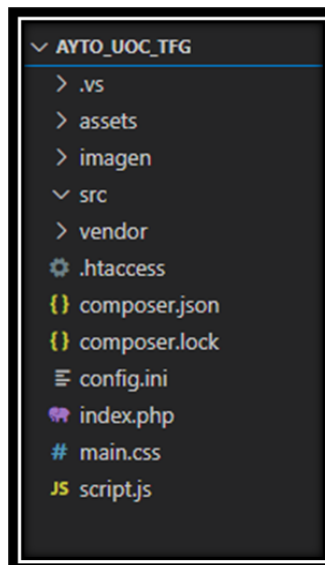 AYTO_UOC_TFG
.vs
assets
imagen
src
vendor
.htaccess
{} composer.json
{} composer.lock
config.ini
index.php
# main.css
JS script.js